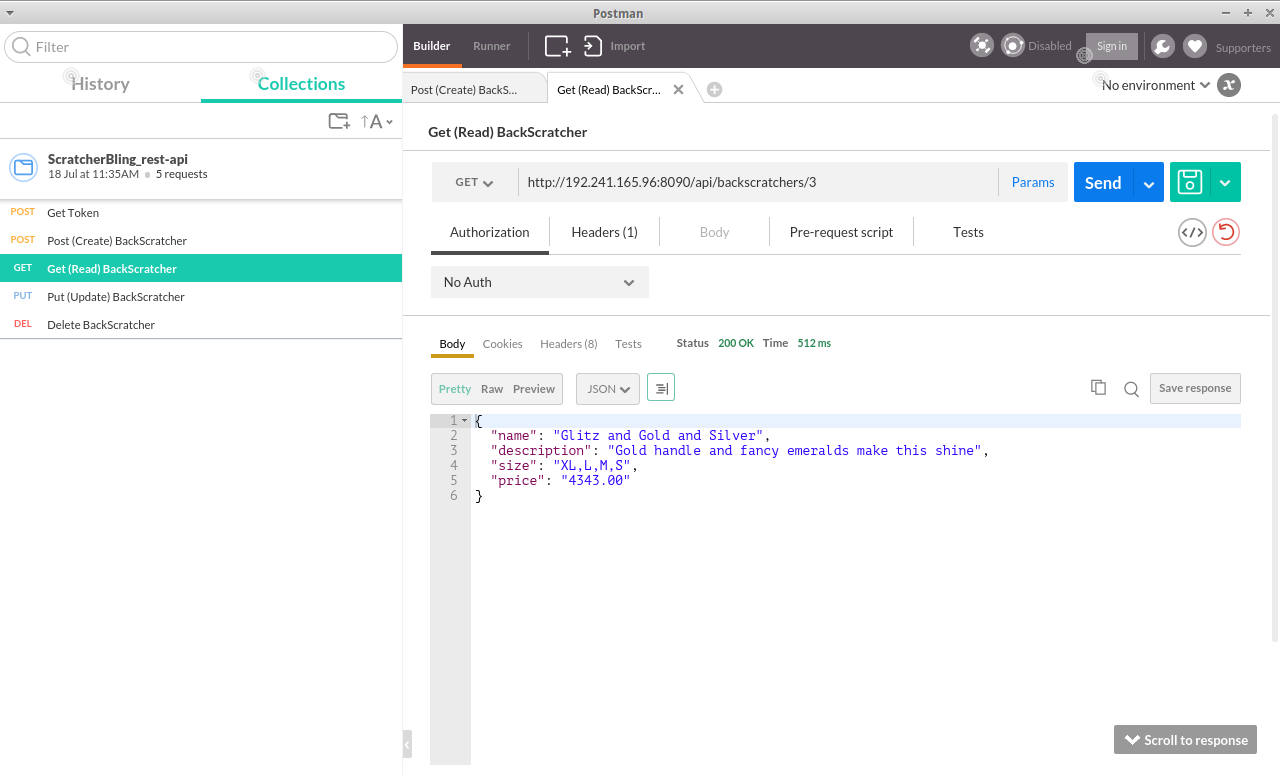 Postman
Filter
History
Collections
↑A
ScratcherBling_rest-api
18 Jul at 11:35AM ● 5 requests
POST Get Token
POST Post (Create) BackScratcher
GET Get (Read) BackScratcher
PUT Put (Update) BackScratcher
DEL Delete BackScratcher
Builder Runner Import Disabled Sign in Supporters
Post (Create) BackS... Get (Read) BackScr... No environment x
Get (Read) BackScratcher
GET http://192.241.165.96:8090/api/backscratchers/3 Params Send
Authorization Headers (1) Body Pre-request script Tests </>
No Auth
Body Cookies Headers (8) Tests Status 200 OK Time 512 ms
Pretty Raw Preview JSON Save response
1 {
2 "name": "Glitz and Gold and Silver",
3 "description": "Gold handle and fancy emeralds make this shine",
4 "size": "XL,L,M,S",
5 "price": "4343.00"
6 }
Scroll to response